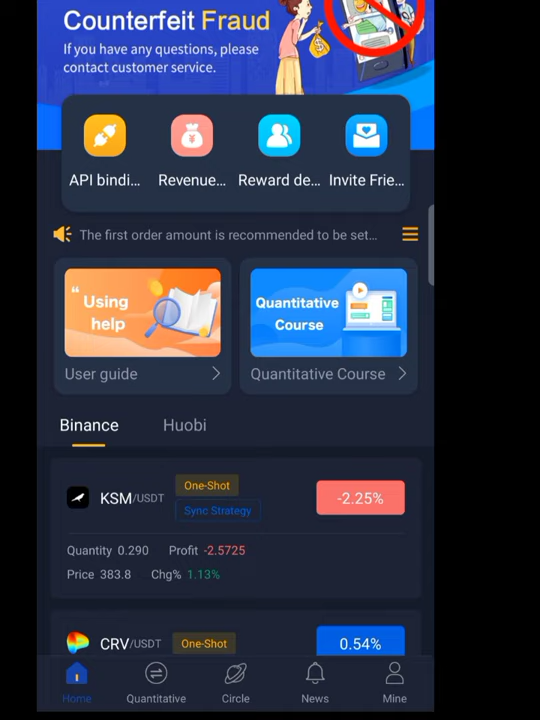 Counterfeit Fraud
If you have any questions, please
contact customer service.
API bindi... Revenue... Reward de... Invite Frie...
The first order amount is recommended to be set...
“ Using
help
Quantitative
Course
User guide
Quantitative Course
Binance Huobi
KSM/USDT
One-Shot
Sync Strategy
-2.25%
Quantity 0.290 Profit -2.5725
Price 383.8 Chg% 1.13%
CRV/USDT One-Shot 0.54%
Home Quantitative Circle News Mine